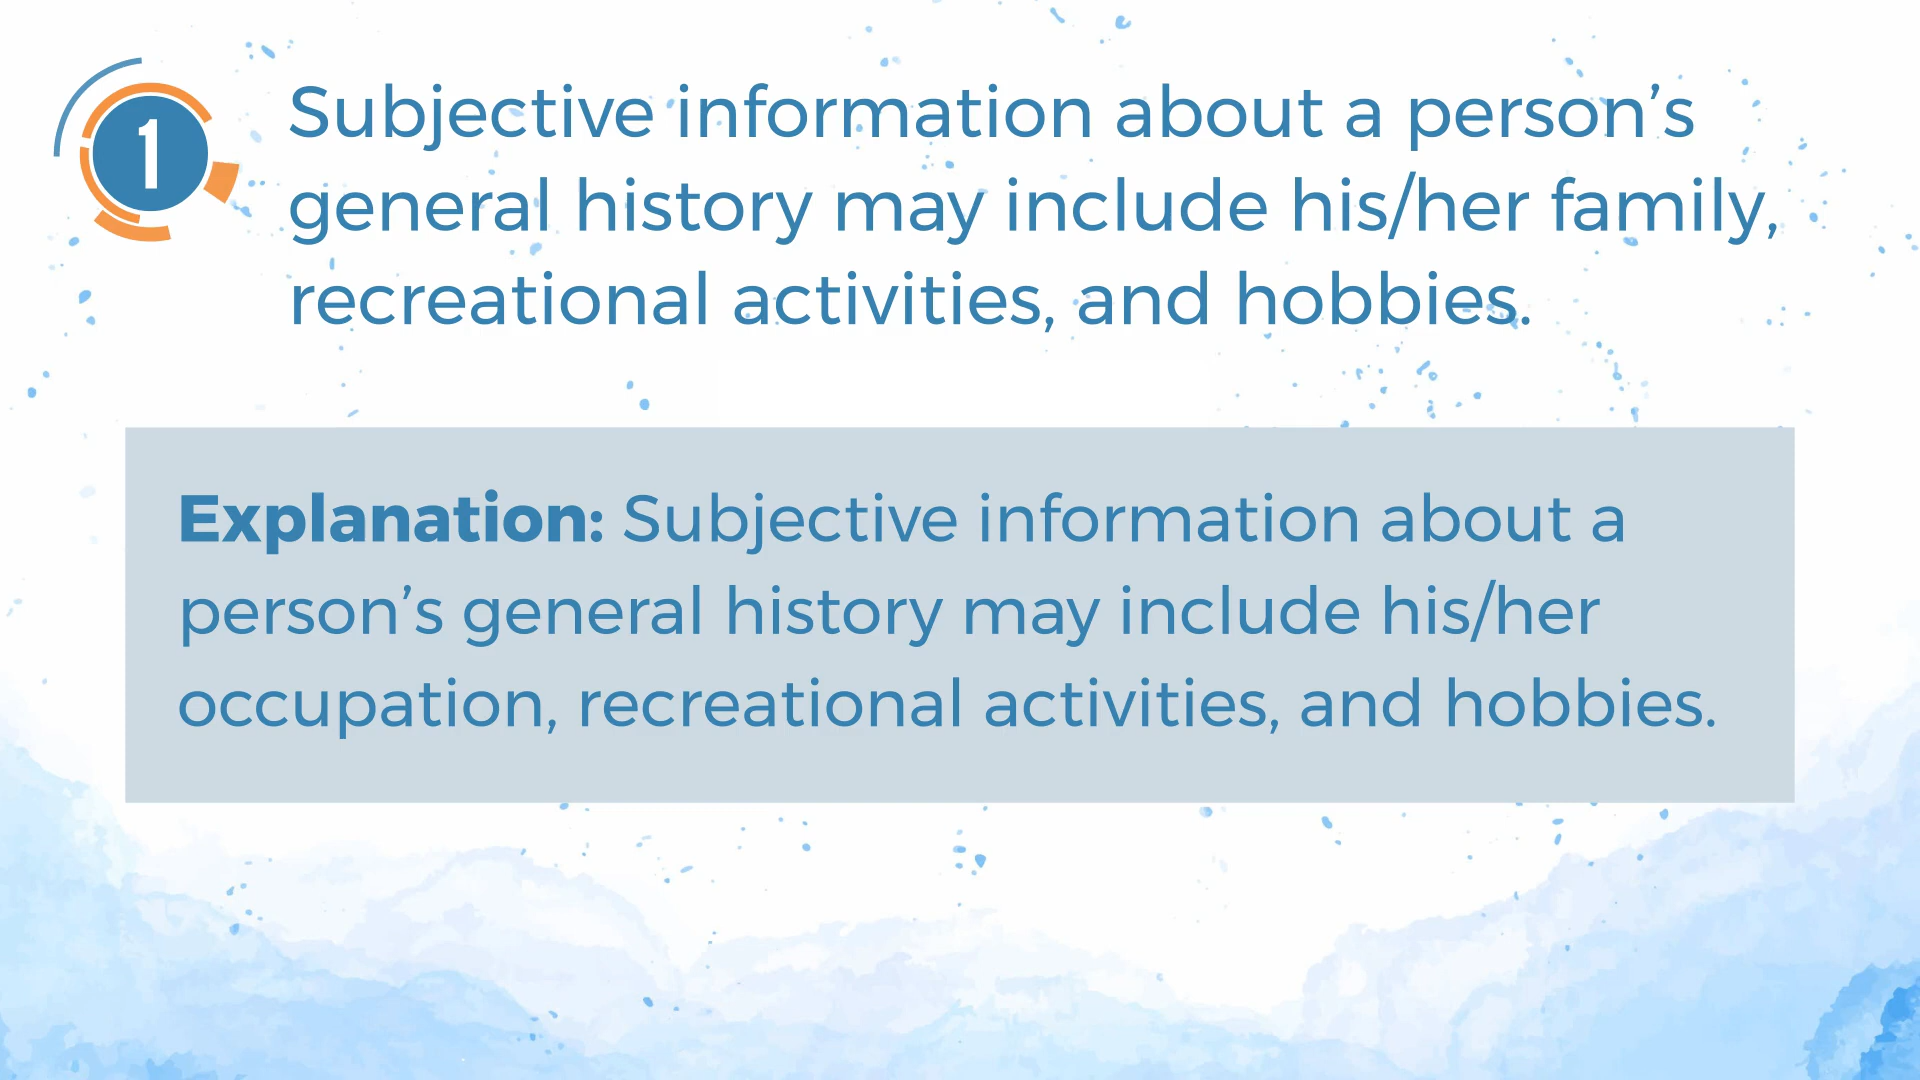 1
Subjective information about a person’s
general history may include his/her family,
recreational activities, and hobbies.
Explanation: Subjective information about a
person’s general history may include his/her
occupation, recreational activities, and hobbies.